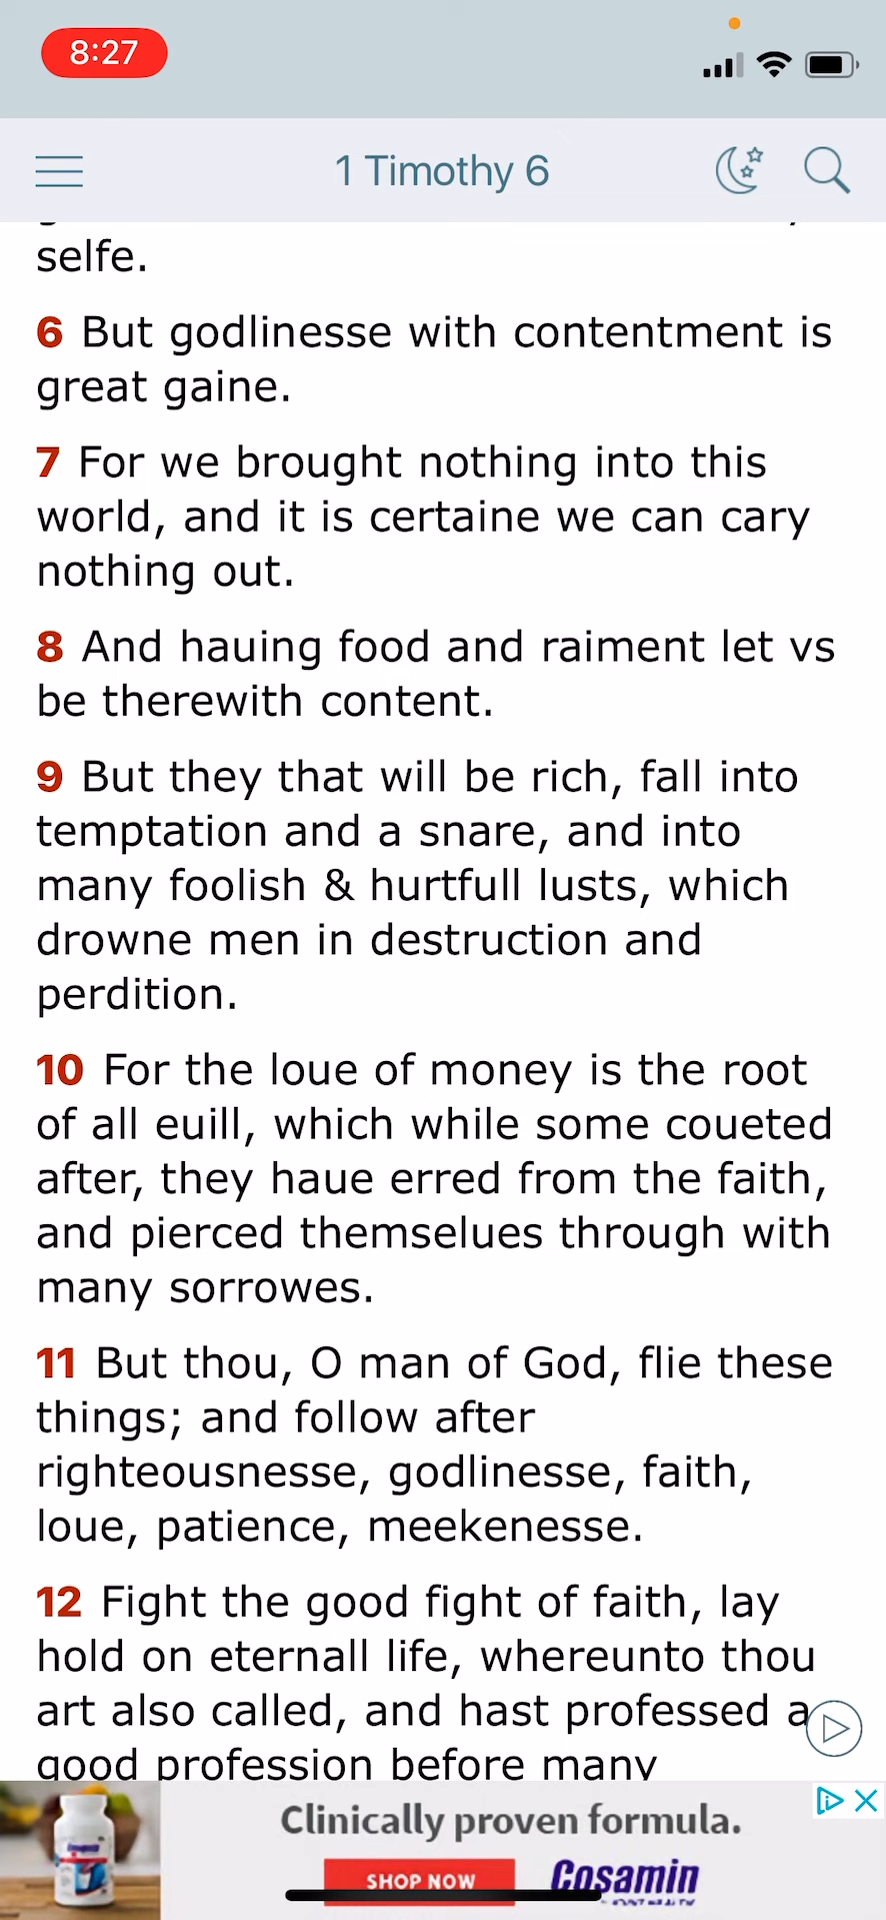 8:27
1 Timothy 6
selfe.
6 But godlinesse with contentment is
great gaine.
7 For we brought nothing into this
world, and it is certaine we can cary
nothing out.
8 And hauing food and raiment let vs
be therewith content.
9 But they that will be rich, fall into
temptation and a snare, and into
many foolish & hurtfull lusts, which
drowne men in destruction and
perdition.
10 For the loue of money is the root
of all euill, which while some coueted
after, they haue erred from the faith,
and pierced themselues through with
many sorrowes.
11 But thou, O man of God, flie these
things; and follow after
righteousnesse, godlinesse, faith,
loue, patience, meekenesse.
12 Fight the good fight of faith, lay
hold on eternall life, whereunto thou
art also called, and hast professed a
good profession before many
Clinically proven formula.
SHOP NOW
Cosamin